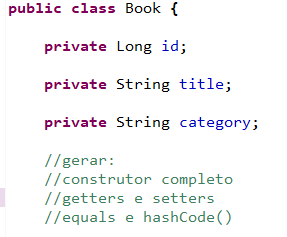 public class Book {
private Long id;
private String title;
private String category;
//gerar:
//construtor completo
//getters e setters
//equals e hashCode()